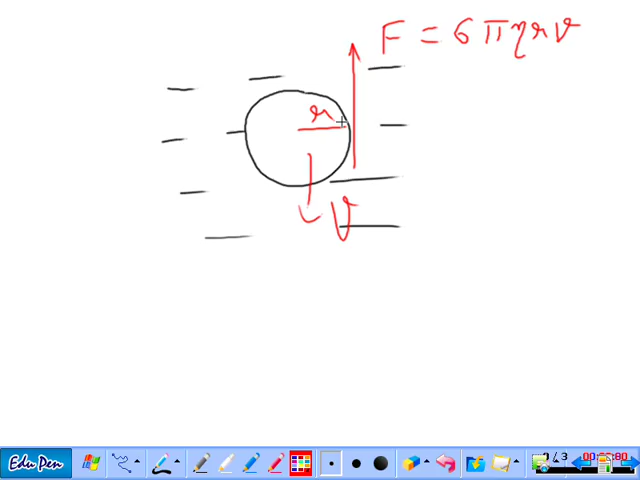 F = 6πηrv
r
v
Edu Pen